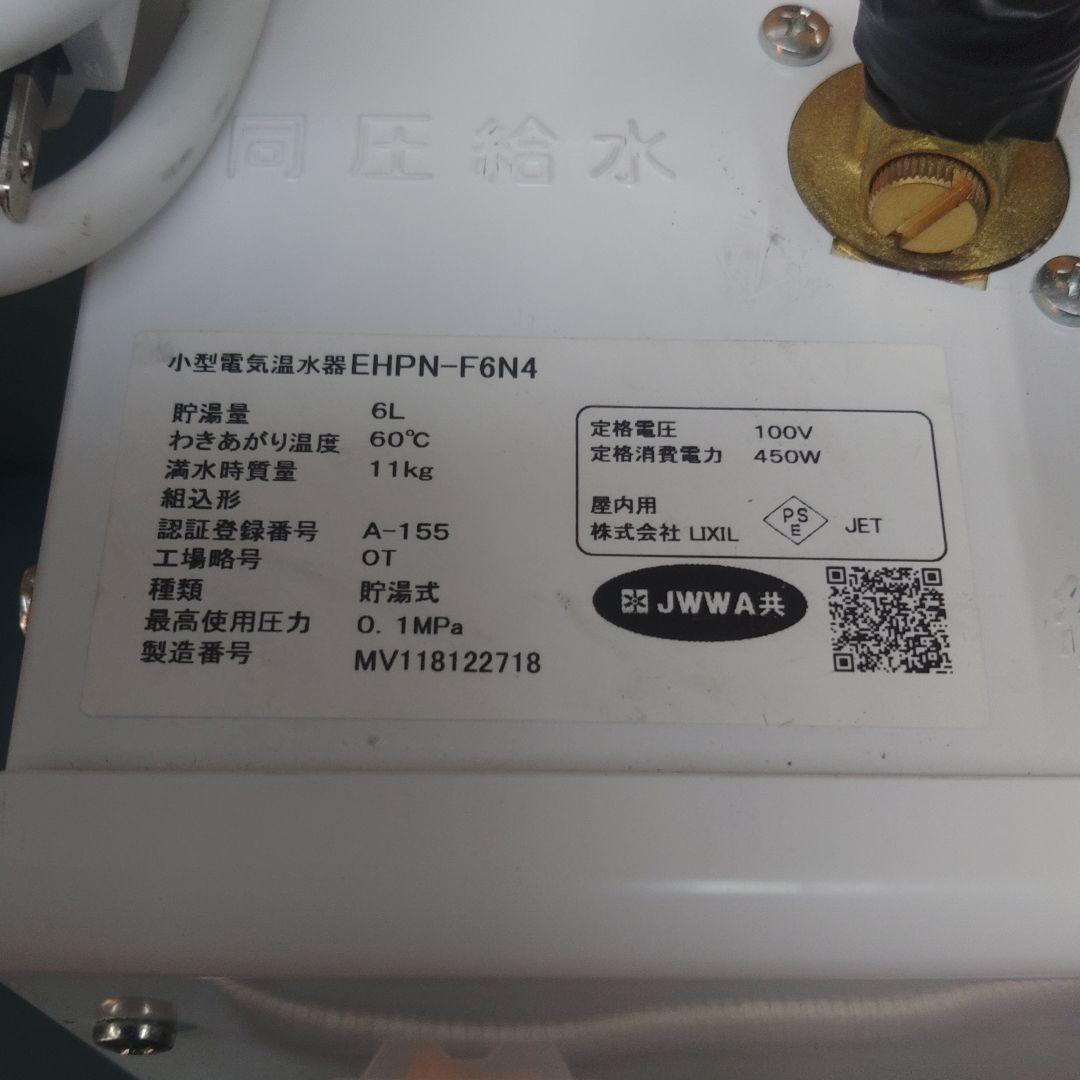 同圧給水
小型電気温水器 EHPN-F6N4
貯湯量 6L
わきあがり温度 60℃
満水時質量 11kg
組込形
認証登録番号 A-155
工場略号 OT
種類 貯湯式
最高使用圧力 0.1MPa
製造番号 MV118122718
定格電圧 100V
定格消費電力 450W
屋内用
株式会社 LIXIL
PS
E
JET
JWWA共